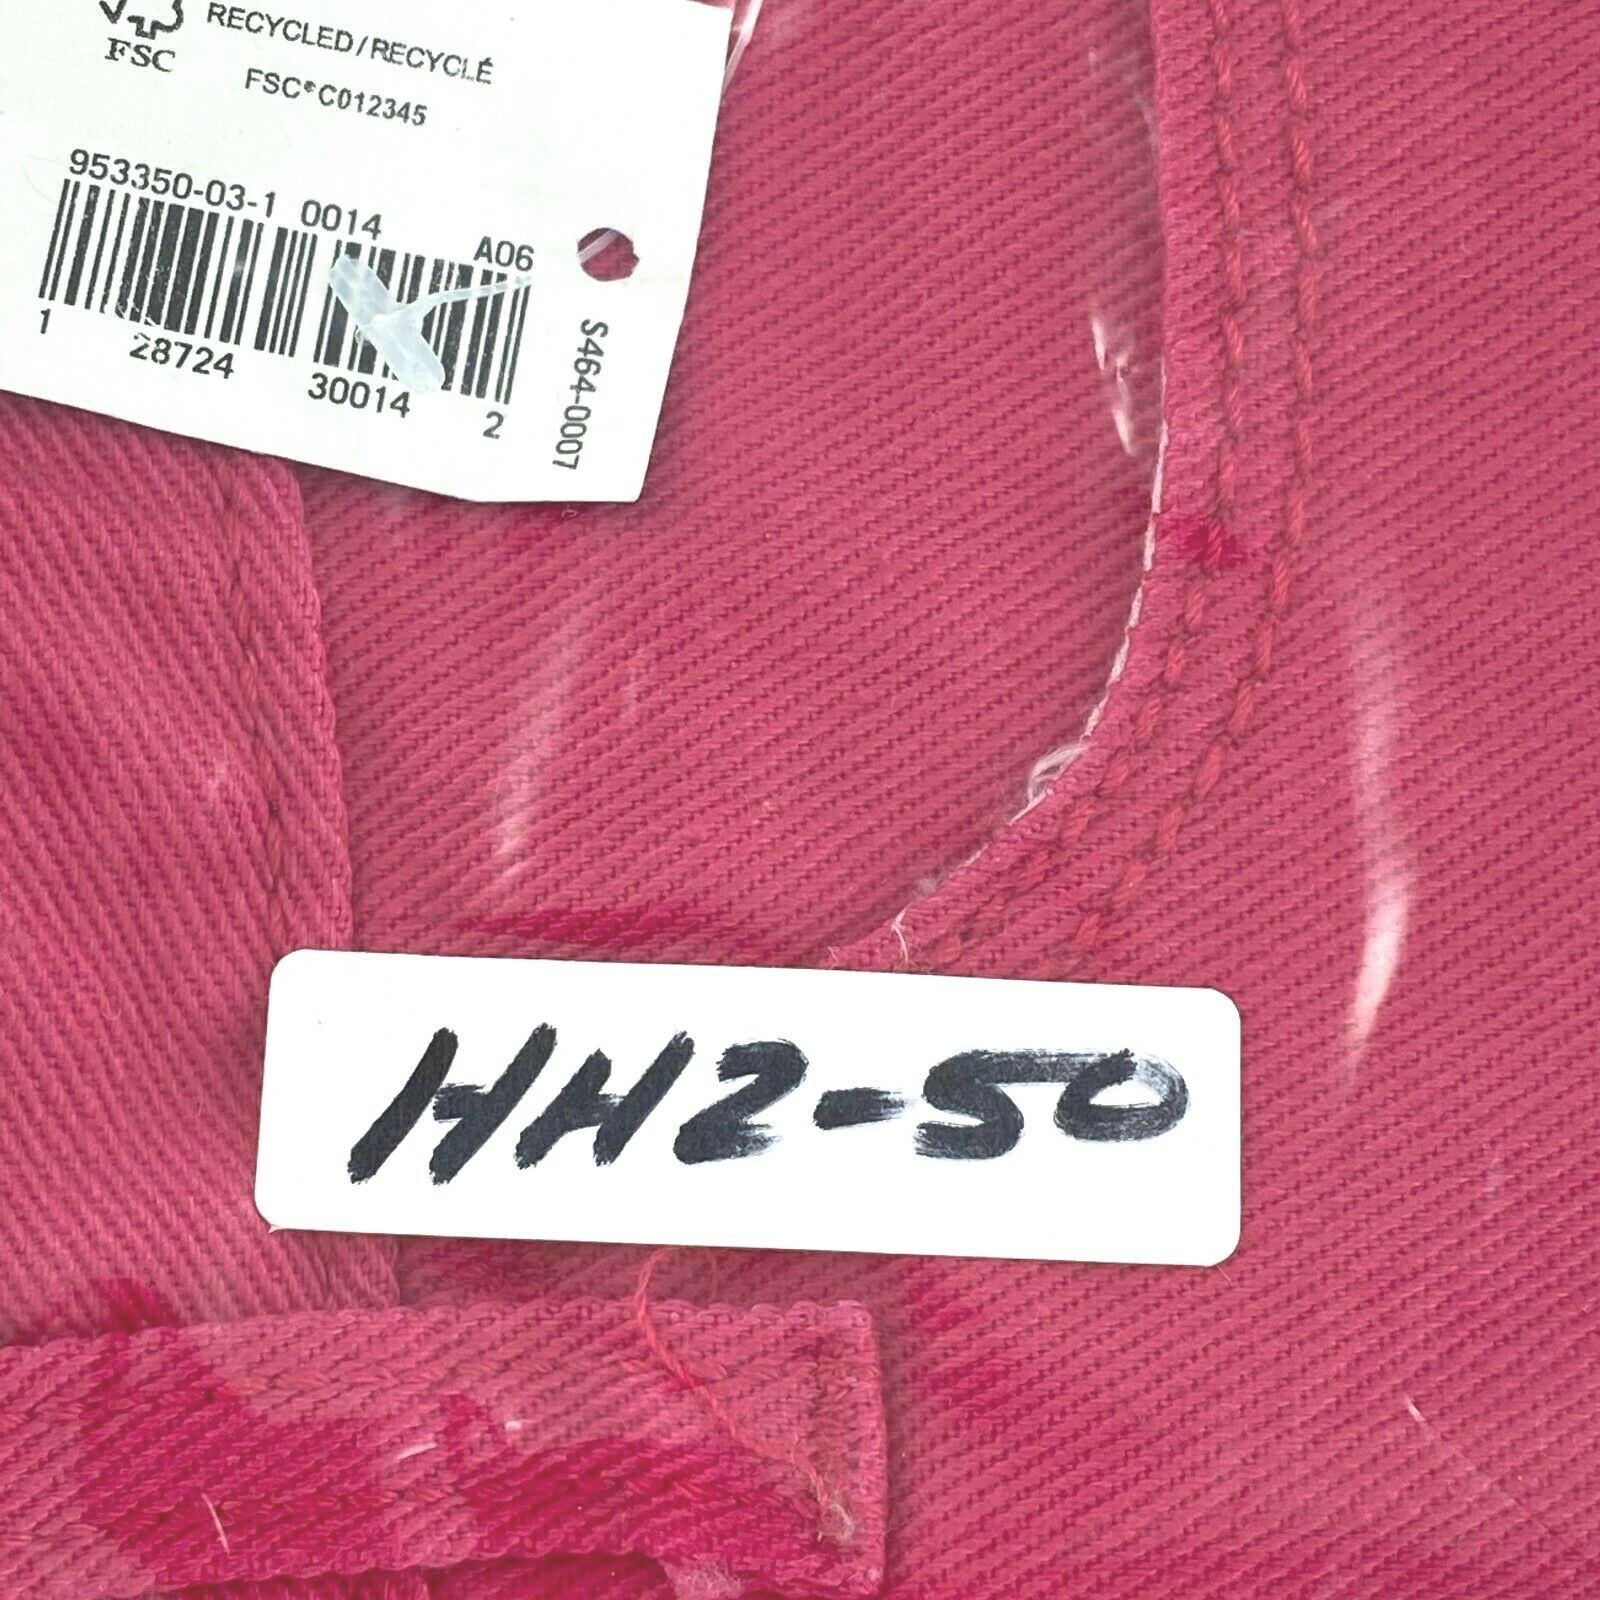 FSC
RECYCLED/RECYCLÉ
FSC®C012345
953350-03-1 0014
A06
1 28724 30014 2
S464-0007
HH2-50